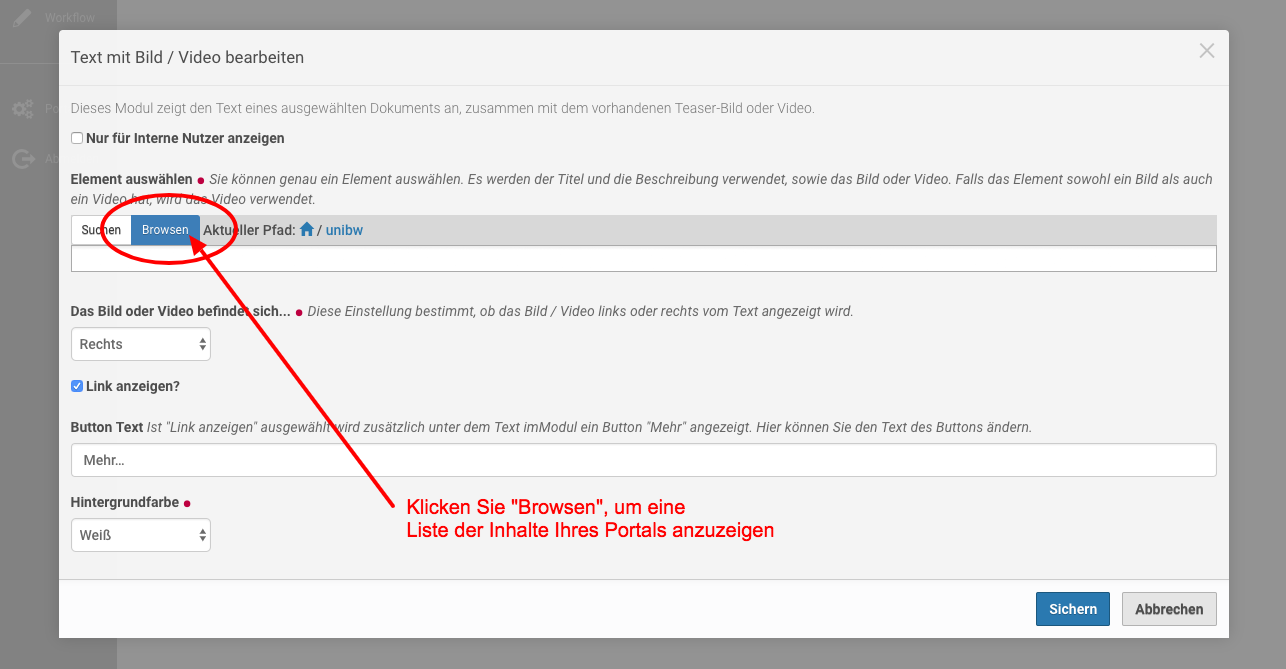 Workflow
Text mit Bild / Video bearbeiten
Dieses Modul zeigt den Text eines ausgewählten Dokuments an, zusammen mit dem vorhandenen Teaser-Bild oder Video.
Nur für Interne Nutzer anzeigen
Element auswählen Sie können genau ein Element auswählen. Es werden der Titel und die Beschreibung verwendet, sowie das Bild oder Video. Falls das Element sowohl ein Bild als auch
ein Video hat, wird das Video verwendet.
Suchen Browsen Aktueller Pfad: / unibw
Das Bild oder Video befindet sich... Diese Einstellung bestimmt, ob das Bild / Video links oder rechts vom Text angezeigt wird.
Rechts
Link anzeigen?
Button Text Ist "Link anzeigen" ausgewählt wird zusätzlich unter dem Text imModul ein Button "Mehr" angezeigt. Hier können Sie den Text des Buttons ändern.
Mehr...
Hintergrundfarbe
Weiß
Klicken Sie "Browsen", um eine
Liste der Inhalte Ihres Portals anzuzeigen
Sichern Abbrechen